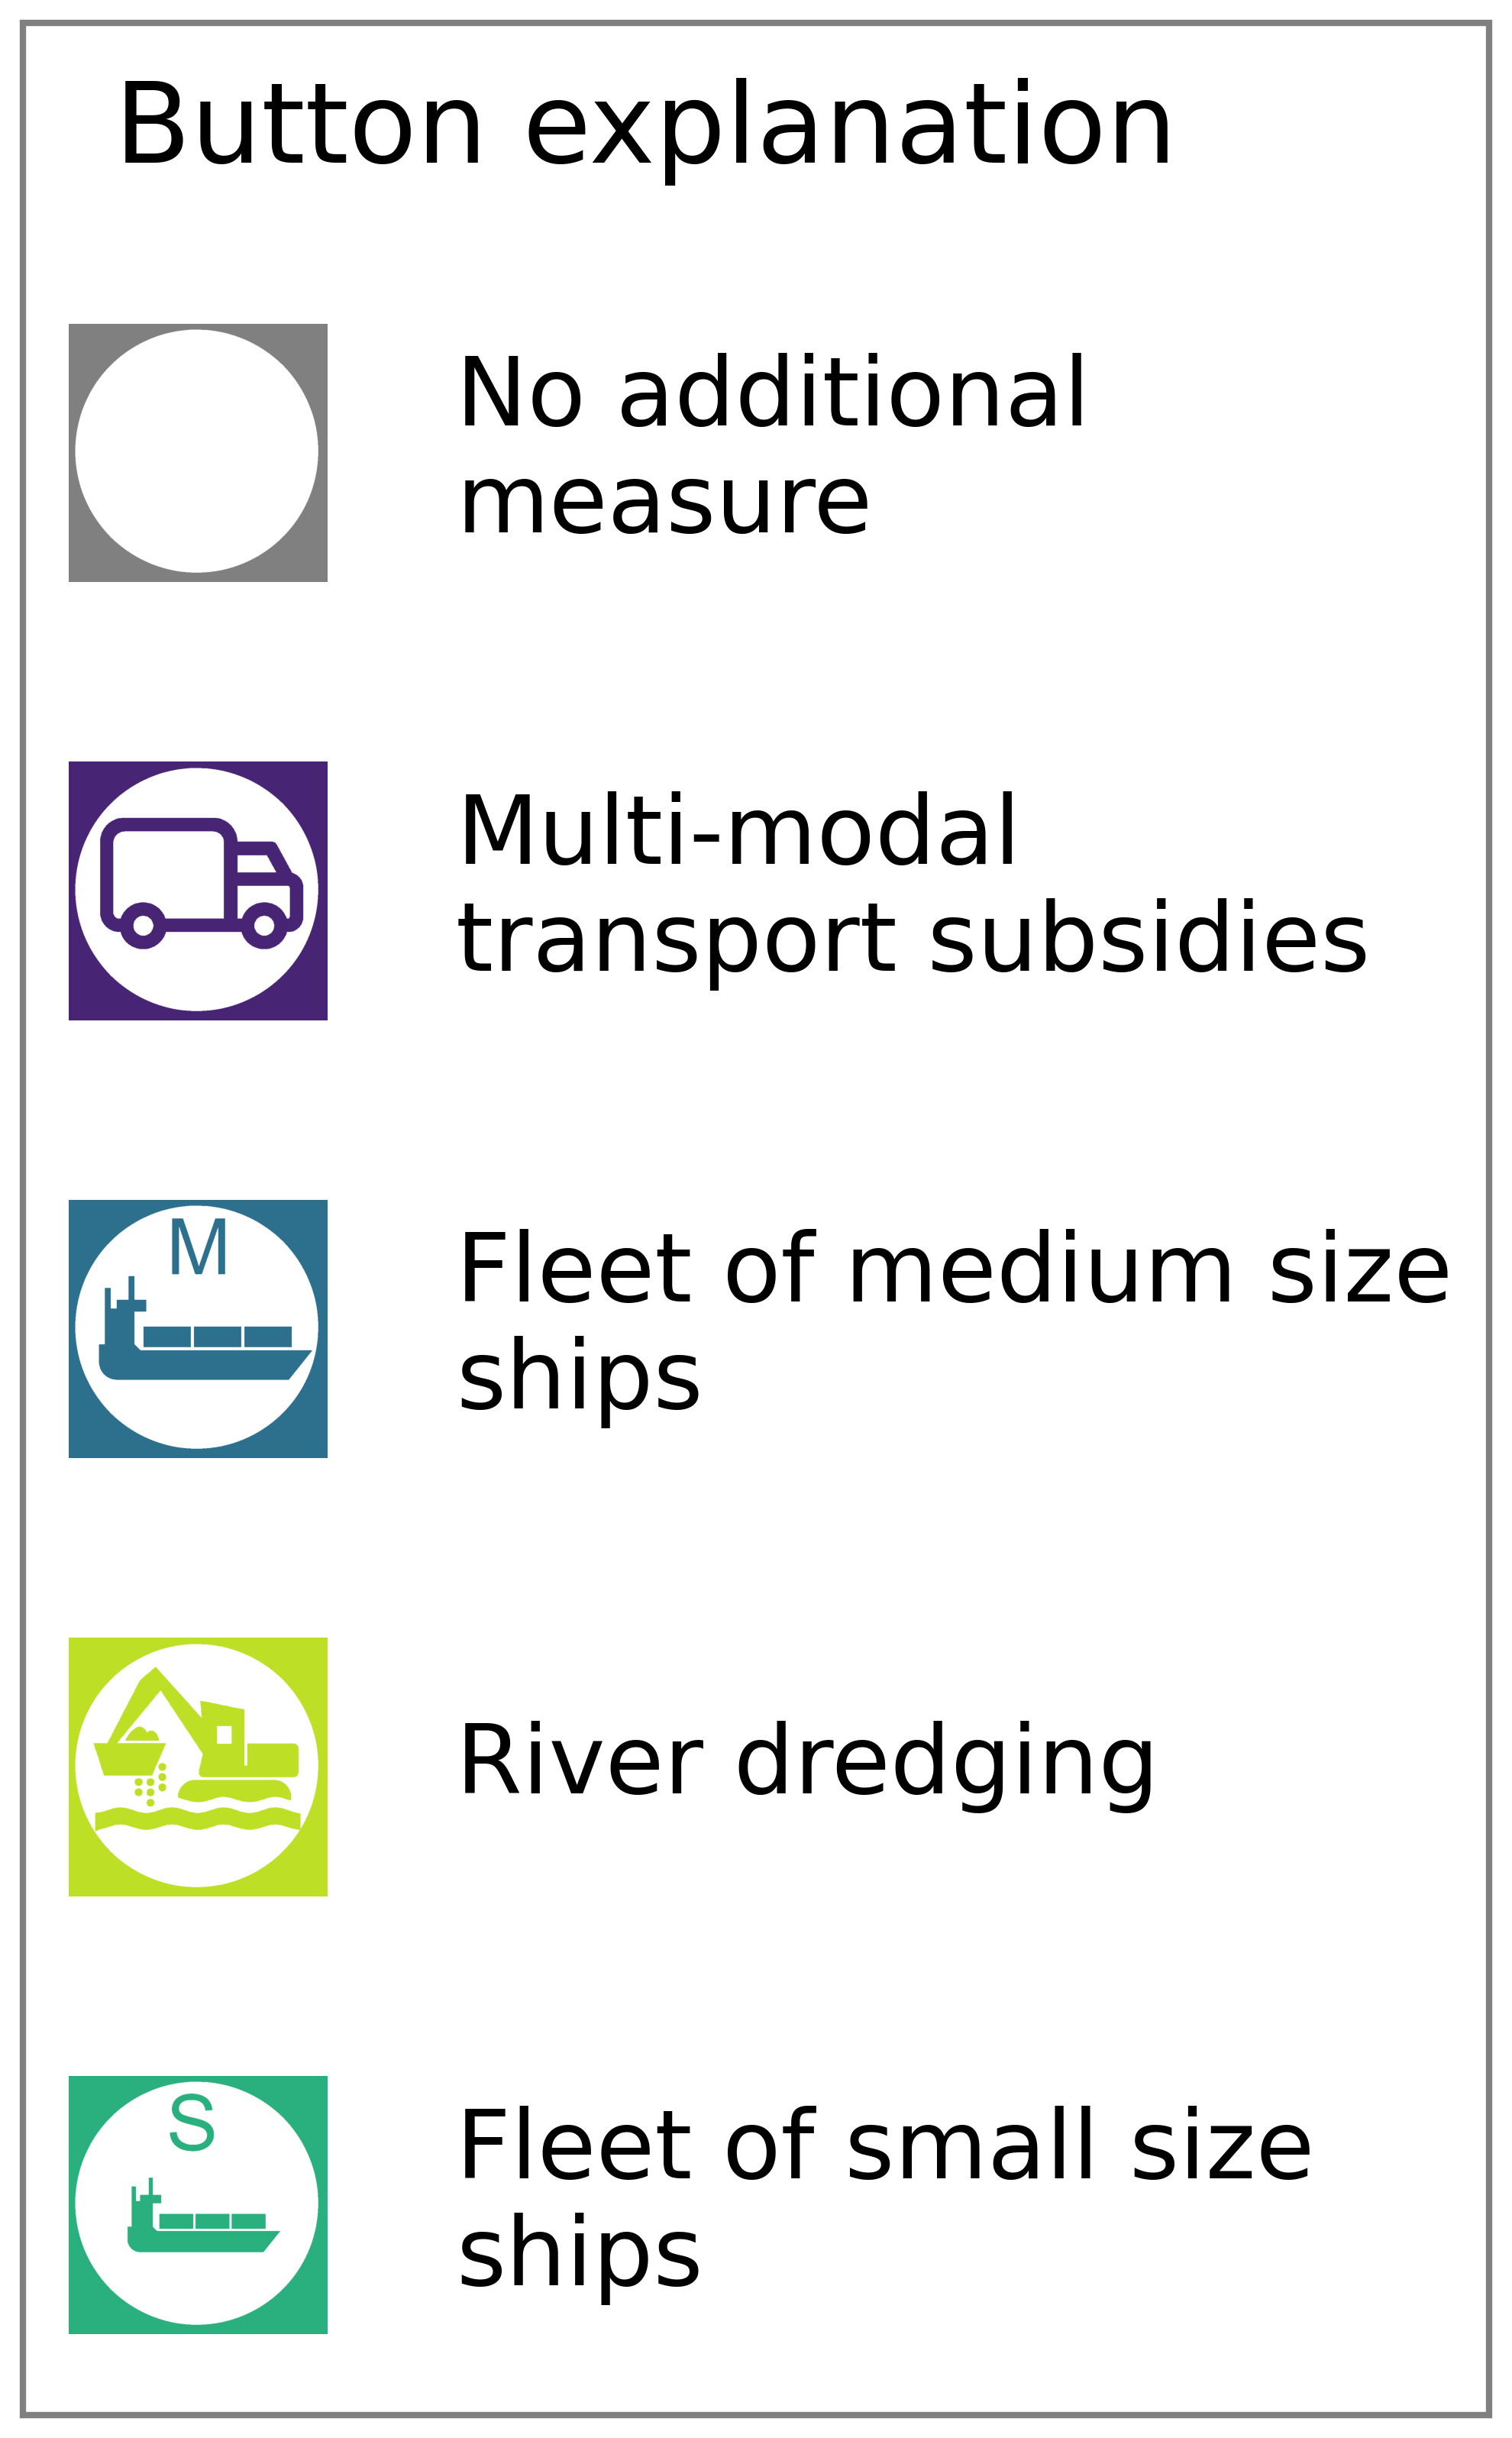 Button explanation
No additional
measure
Multi-modal
transport subsidies
M
Fleet of medium size
ships
River dredging
S
Fleet of small size
ships